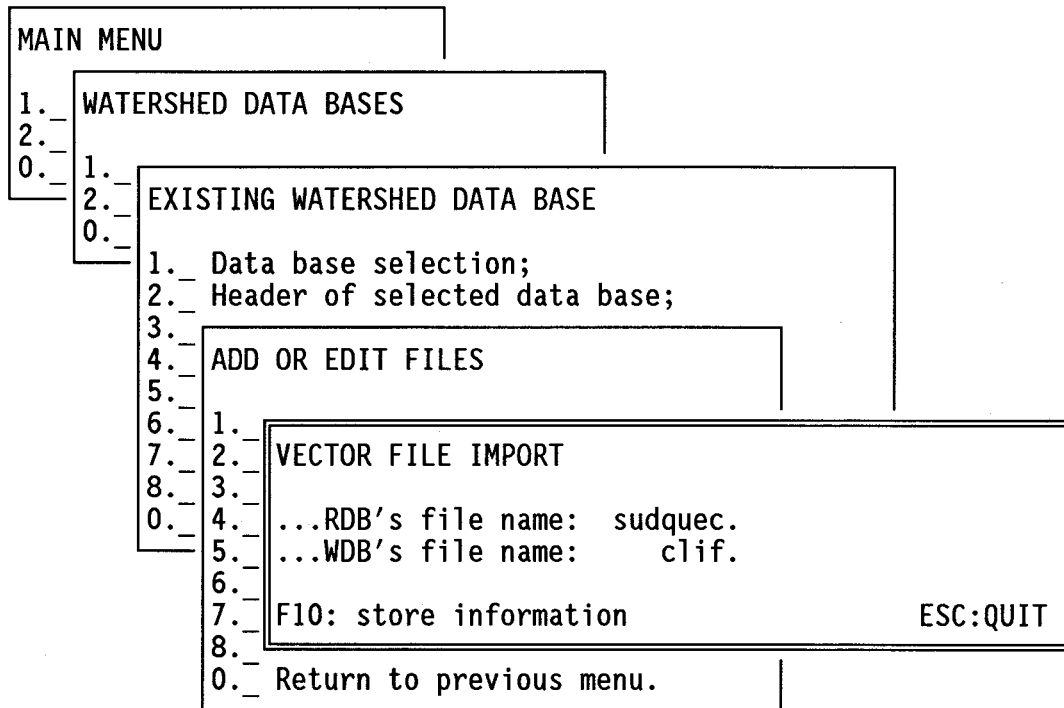 MAIN MENU
1._
2._
0._
WATERSHED DATA BASES
1._
2._
0._
EXISTING WATERSHED DATA BASE
1._ Data base selection;
2._ Header of selected data base;
3._
4._
5._
6._
7._
8._
0._
ADD OR EDIT FILES
1._
2._
3._
4._
5._
6._
7._
8._
0._ Return to previous menu.
VECTOR FILE IMPORT
...RDB's file name: sudquec.
...WDB's file name: clif.
F10: store information ESC:QUIT